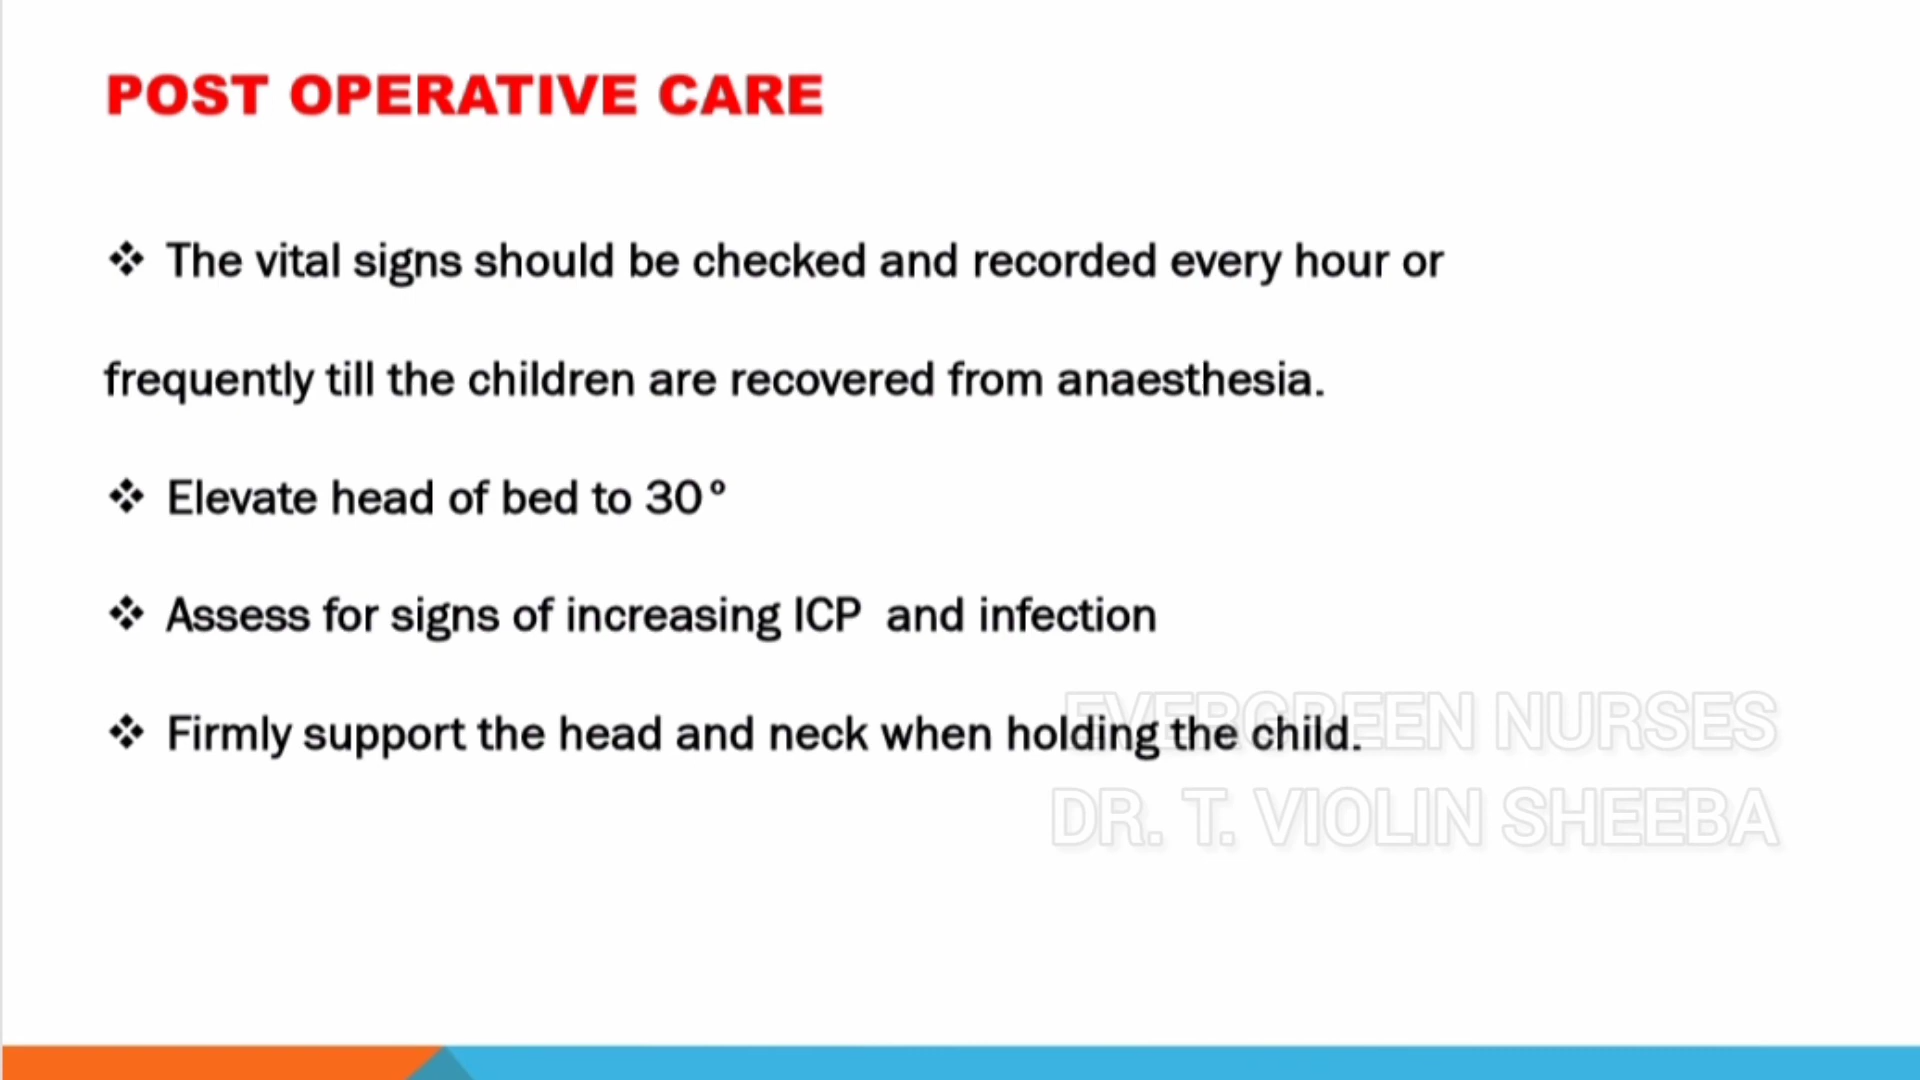 POST OPERATIVE CARE
❖ The vital signs should be checked and recorded every hour or
frequently till the children are recovered from anaesthesia.
❖ Elevate head of bed to 30°
❖ Assess for signs of increasing ICP and infection
❖ Firmly support the head and neck when holding the child.
EVERGREEN NURSES
DR. T. VIOLIN SHEEBA